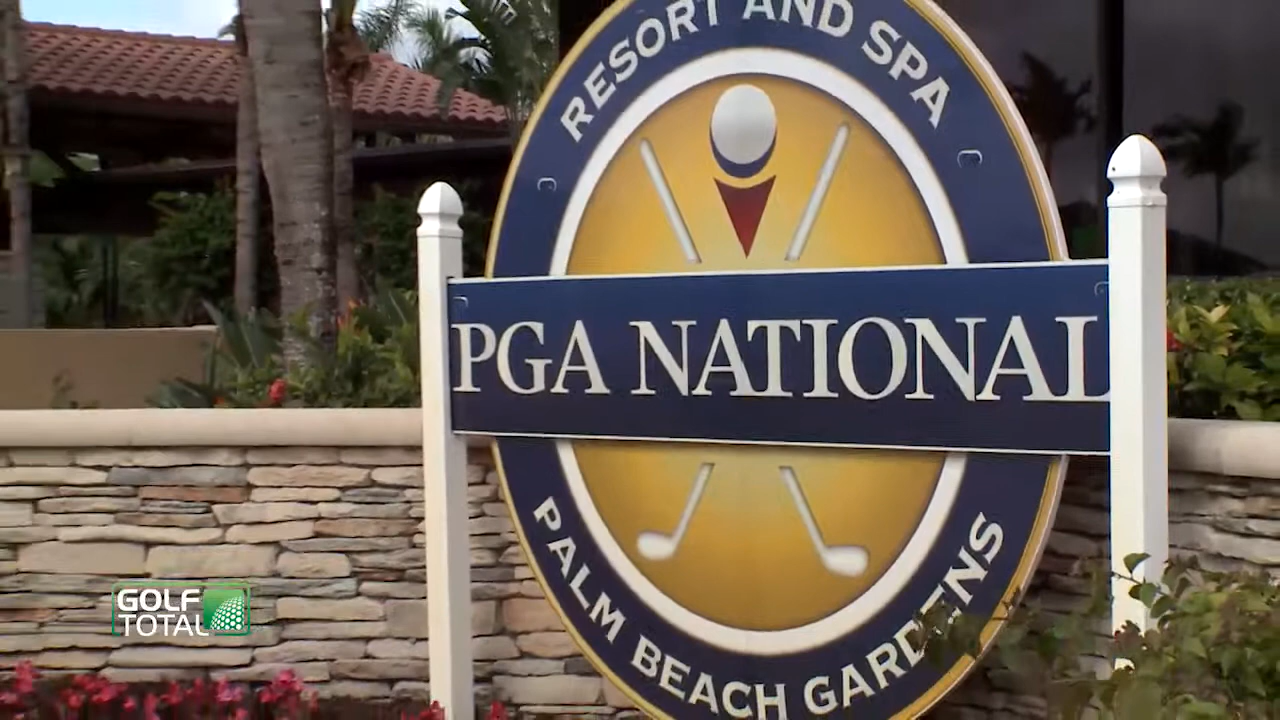 RESORT AND SPA
PGA NATIONAL
PALM BEACH GARDENS
GOLF
TOTAL